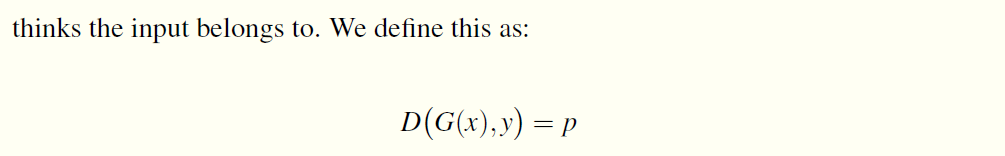 thinks the input belongs to. We define this as:
D(G(x),y) = p